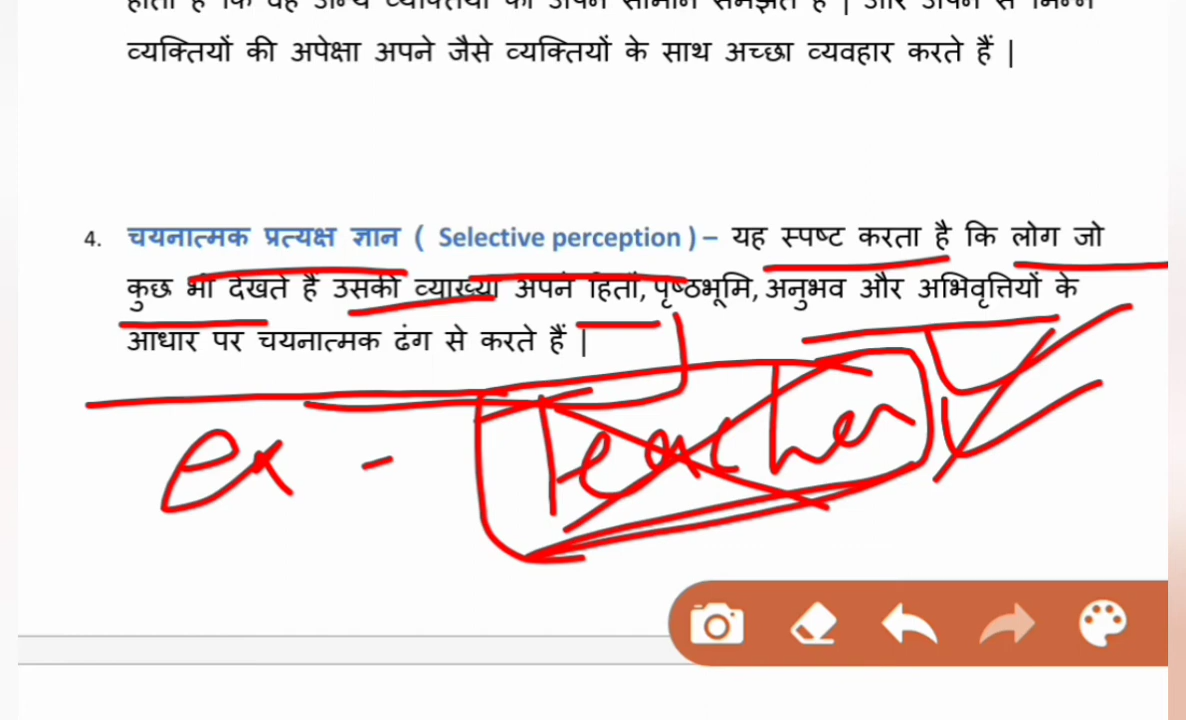 व्यक्तियों की अपेक्षा अपने जैसे व्यक्तियों के साथ अच्छा व्यवहार करते हैं |
4. चयनात्मक प्रत्यक्ष ज्ञान ( Selective perception ) – यह स्पष्ट करता है कि लोग जो
कुछ भी देखते हैं उसकी व्याख्या अपने हितों, पृष्ठभूमि, अनुभव और अभिवृत्तियों के
आधार पर चयनात्मक ढंग से करते हैं |
ex - Teacher